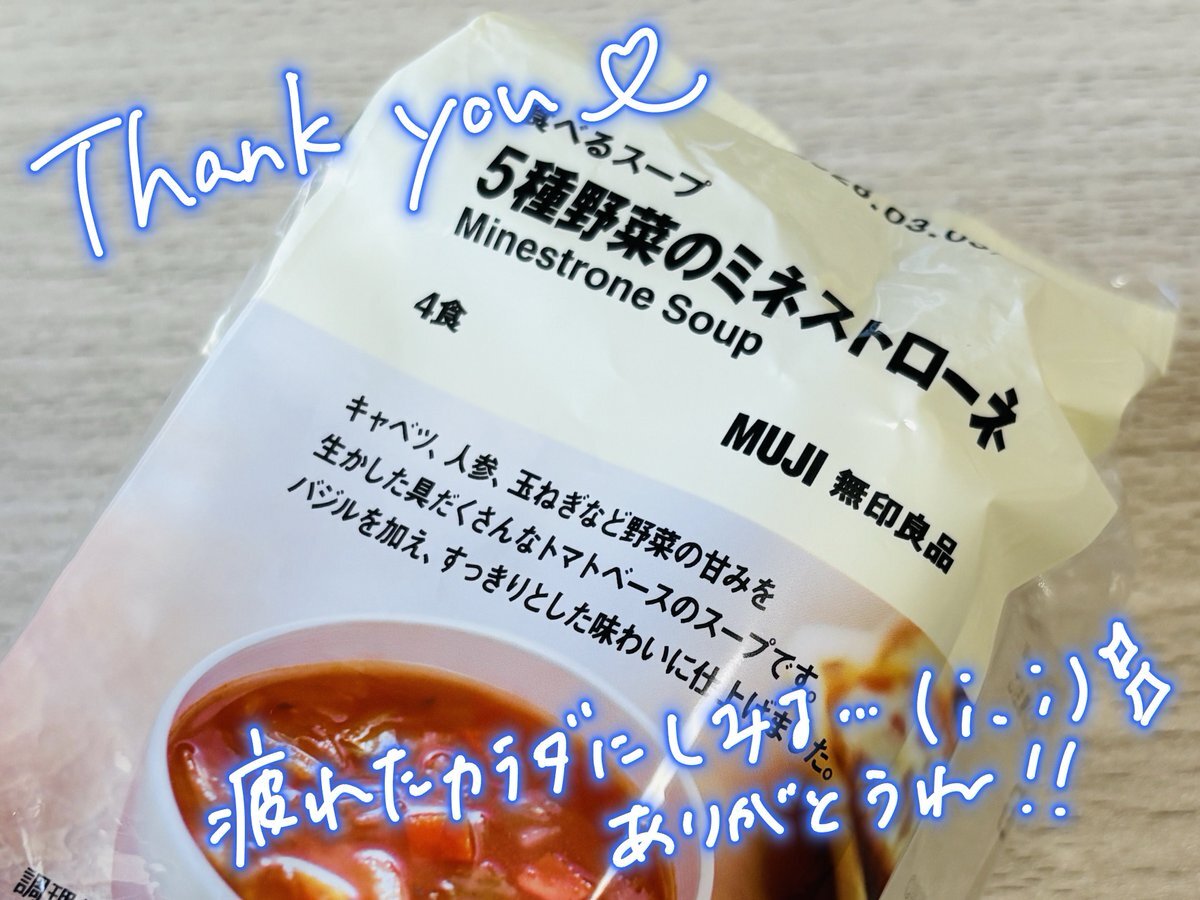 Thank you♡
食べるスープ
5種野菜のミネストローネ
Minestrone Soup
4食
MUJI 無印良品
キャベツ、人参、玉ねぎなど野菜の甘みを
生かした具だくさんなトマトベースのスープです。
バジルを加え、すっきりとした味わいに仕上げました。
疲れたカラダにしみす…(;_;)
ありがとうね!!
調理